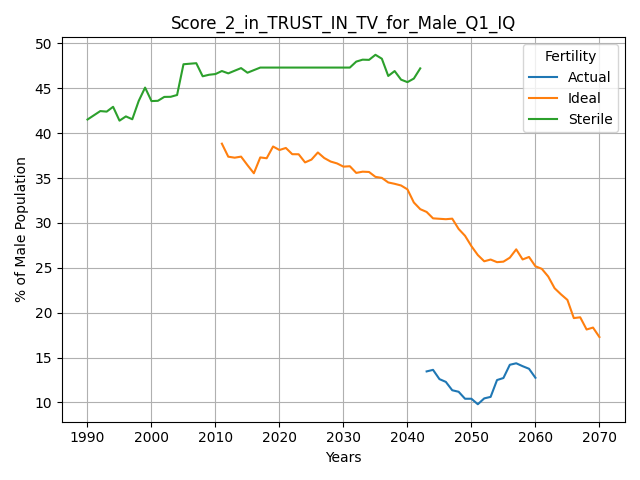 Score_2_in_TRUST_IN_TV_for_Male_Q1_IQ
% of Male Population
50
45
40
35
30
25
20
15
10
Fertility
Actual
Ideal
Sterile
1990 2000 2010 2020 2030 2040 2050 2060 2070
Years